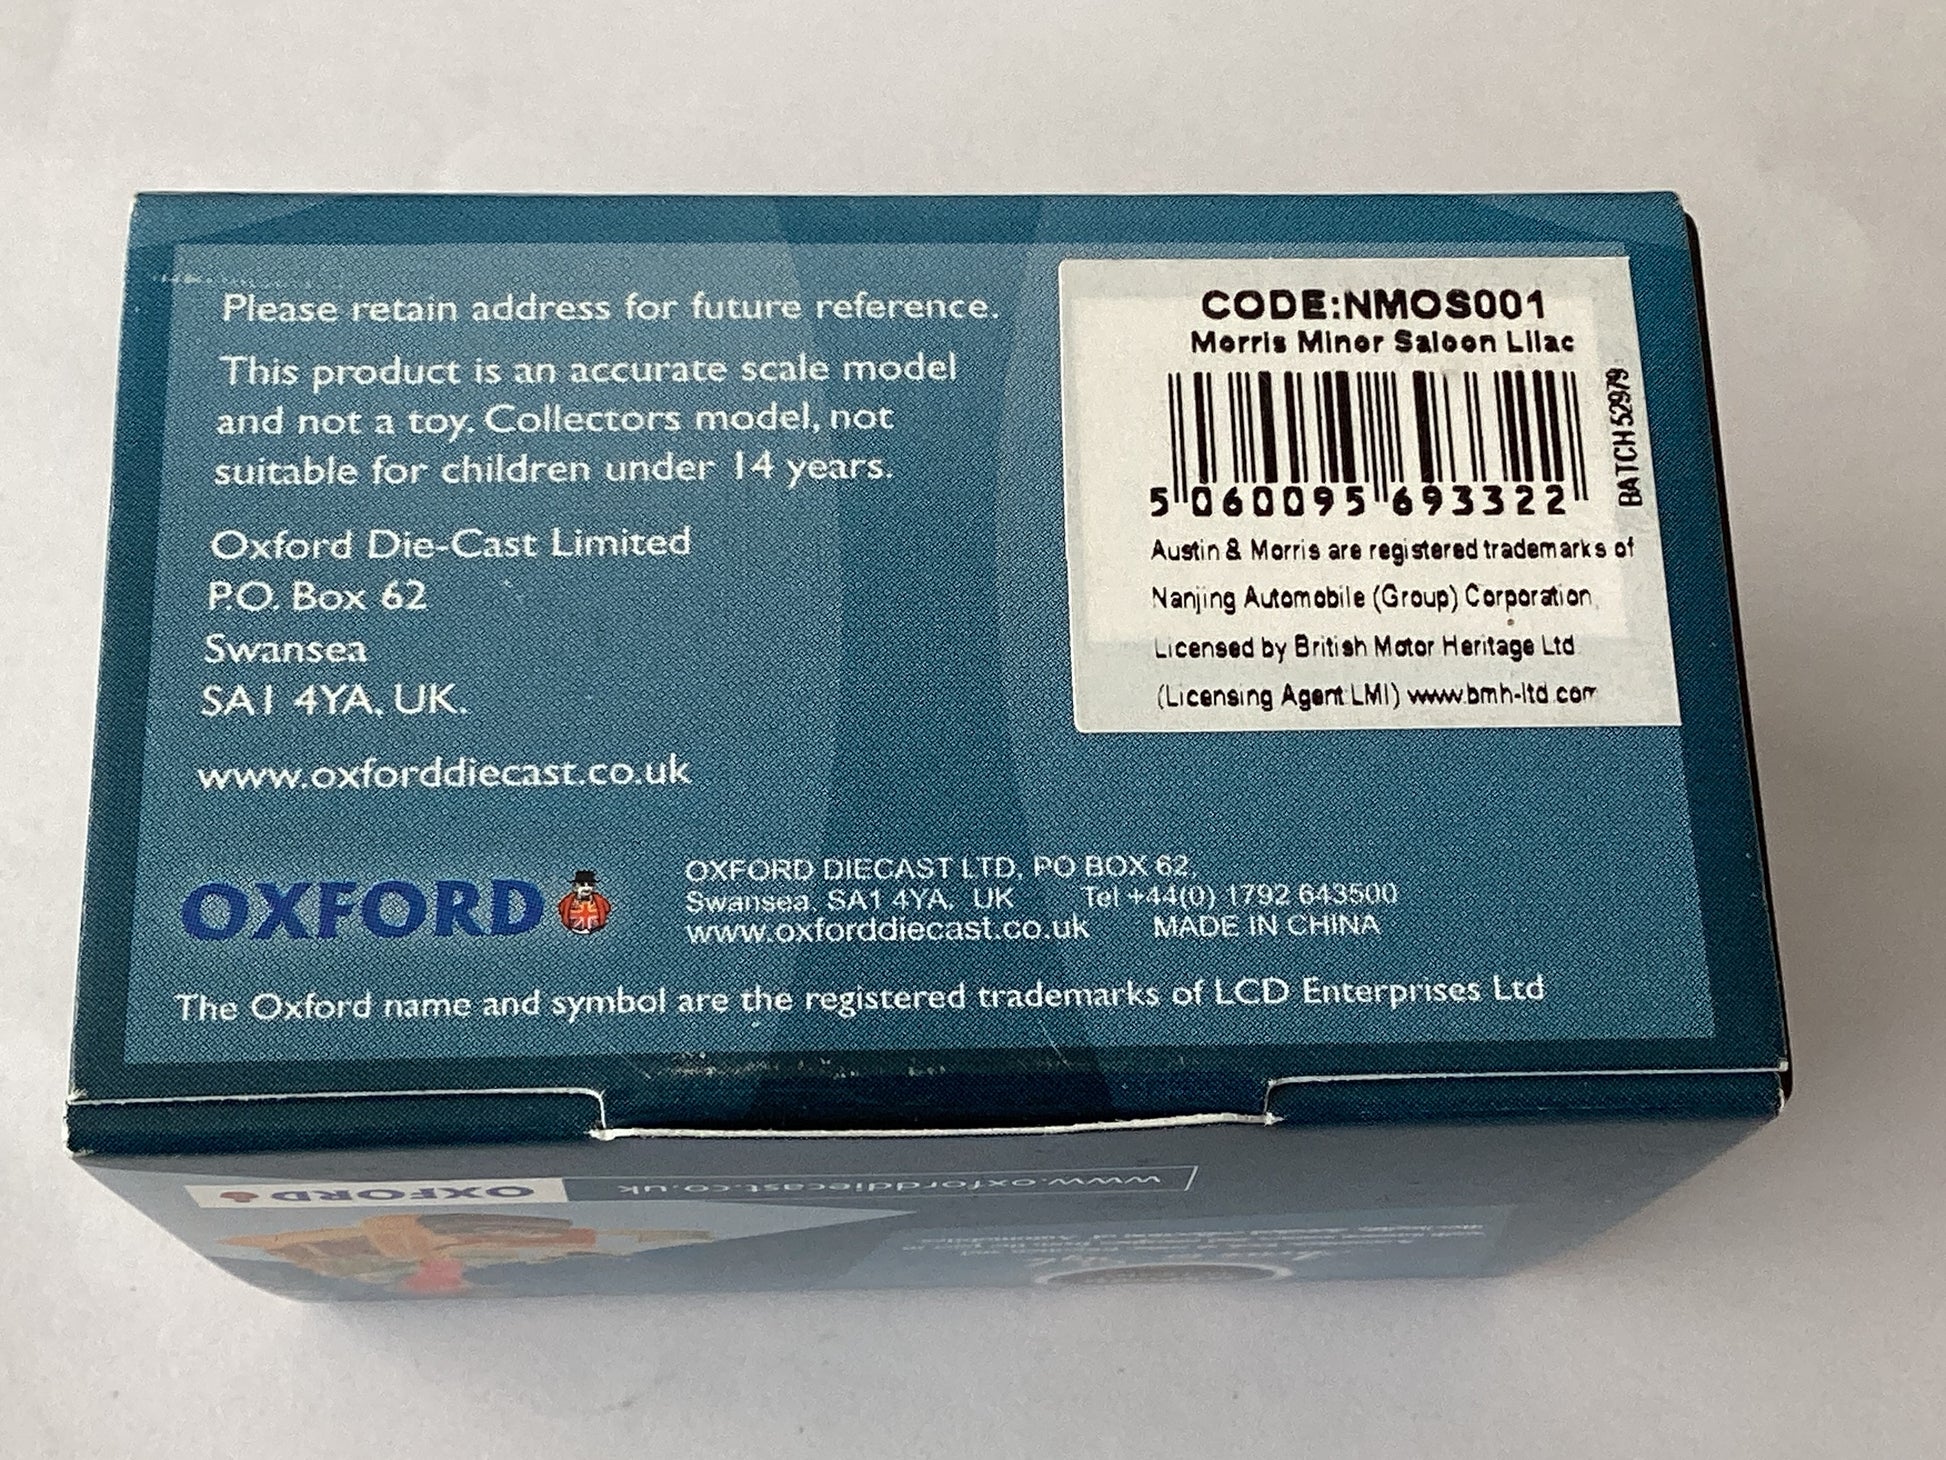 Please retain address for future reference.
This product is an accurate scale model
and not a toy. Collectors model, not
suitable for children under 14 years.
Oxford Die-Cast Limited
P.O. Box 62
Swansea
SA1 4YA, UK.
www.oxforddiecast.co.uk
CODE:NMOS001
Morris Minor Saloon Lilac
BATCH 52979
5 060095 693322
Austin & Morris are registered trademarks of
Nanjing Automobile (Group) Corporation,
Licensed by British Motor Heritage Ltd
(Licensing Agent LMI) www.bmh-ltd.com
OXFORD
OXFORD DIECAST LTD, PO BOX 62,
Swansea, SA1 4YA, UK Tel +44(0) 1792 643500
www.oxforddiecast.co.uk MADE IN CHINA
The Oxford name and symbol are the registered trademarks of LCD Enterprises Ltd
OXFORD
www.oxforddiecast.co.uk